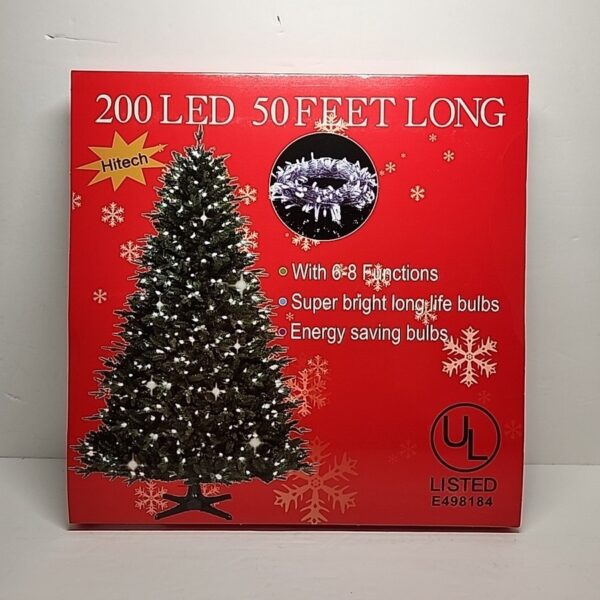 200 LED 50 FEET LONG
Hitech
With 6-8 Functions
Super bright long life bulbs
Energy saving bulbs
UL
LISTED
E498184